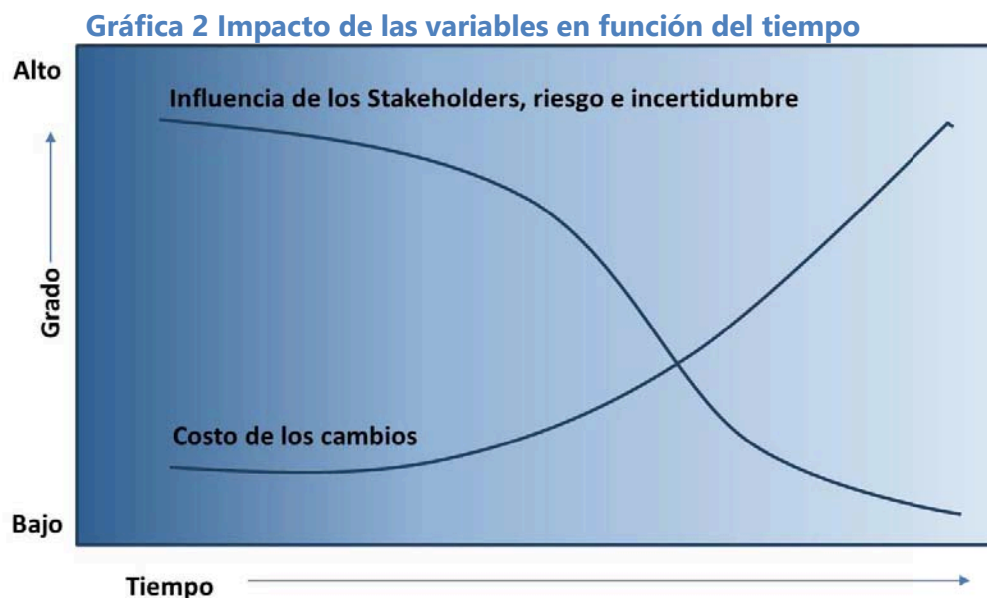 Gráfica 2 Impacto de las variables en función del tiempo
Alto
Influencia de los Stakeholders, riesgo e incertidumbre
Grado
Costo de los cambios
Bajo
Tiempo